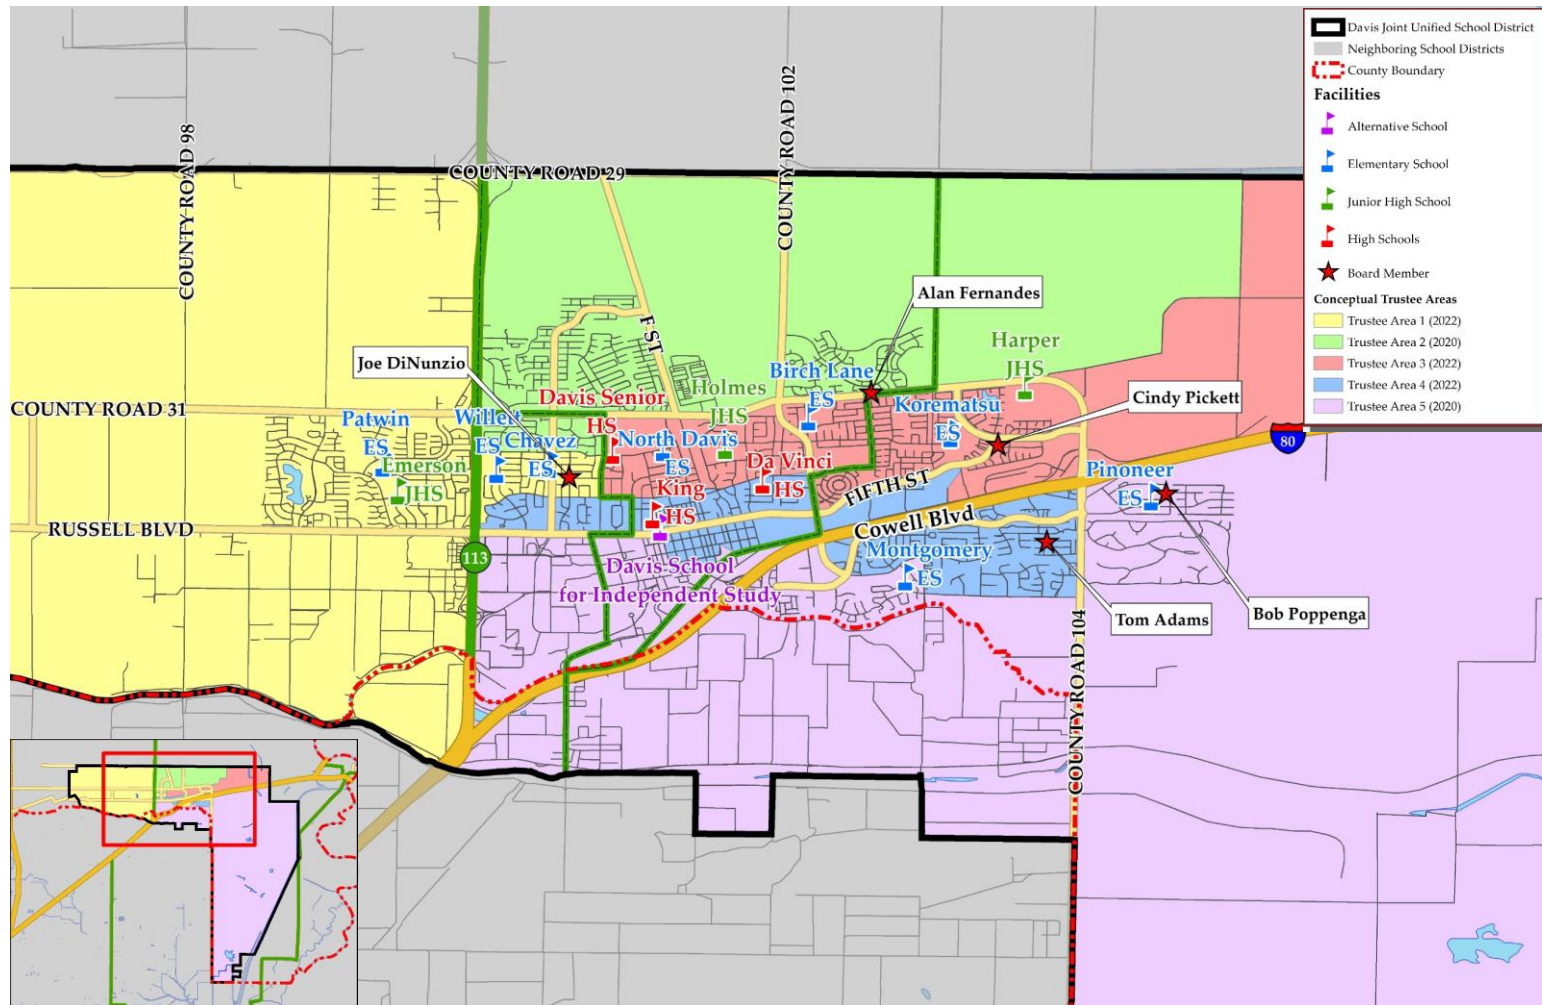 Davis Joint Unified School District
Neighboring School Districts
County Boundary
Facilities
Alternative School
Elementary School
Junior High School
High Schools
Board Member
Conceptual Trustee Areas
Trustee Area 1 (2022)
Trustee Area 2 (2020)
Trustee Area 3 (2022)
Trustee Area 4 (2022)
Trustee Area 5 (2020)
COUNTY ROAD 98
COUNTY ROAD 29
COUNTY ROAD 102
F ST
Alan Fernandes
Joe DiNunzio
Harper
JHS
Birch Lane
ES
Cindy Pickett
COUNTY ROAD 31
Patwin
ES
Willett
ES
Davis Senior
HS
Holmes
JHS
Korematsu
ES
Chavez
ES
North Davis
ES
80
Emerson
JHS
Da Vinci
HS
Pinoneer
ES
King
HS
FIFTH ST
RUSSELL BLVD
Cowell Blvd
113
Montgomery
ES
Davis School
for Independent Study
Tom Adams
Bob Poppenga
COUNTY ROAD 104